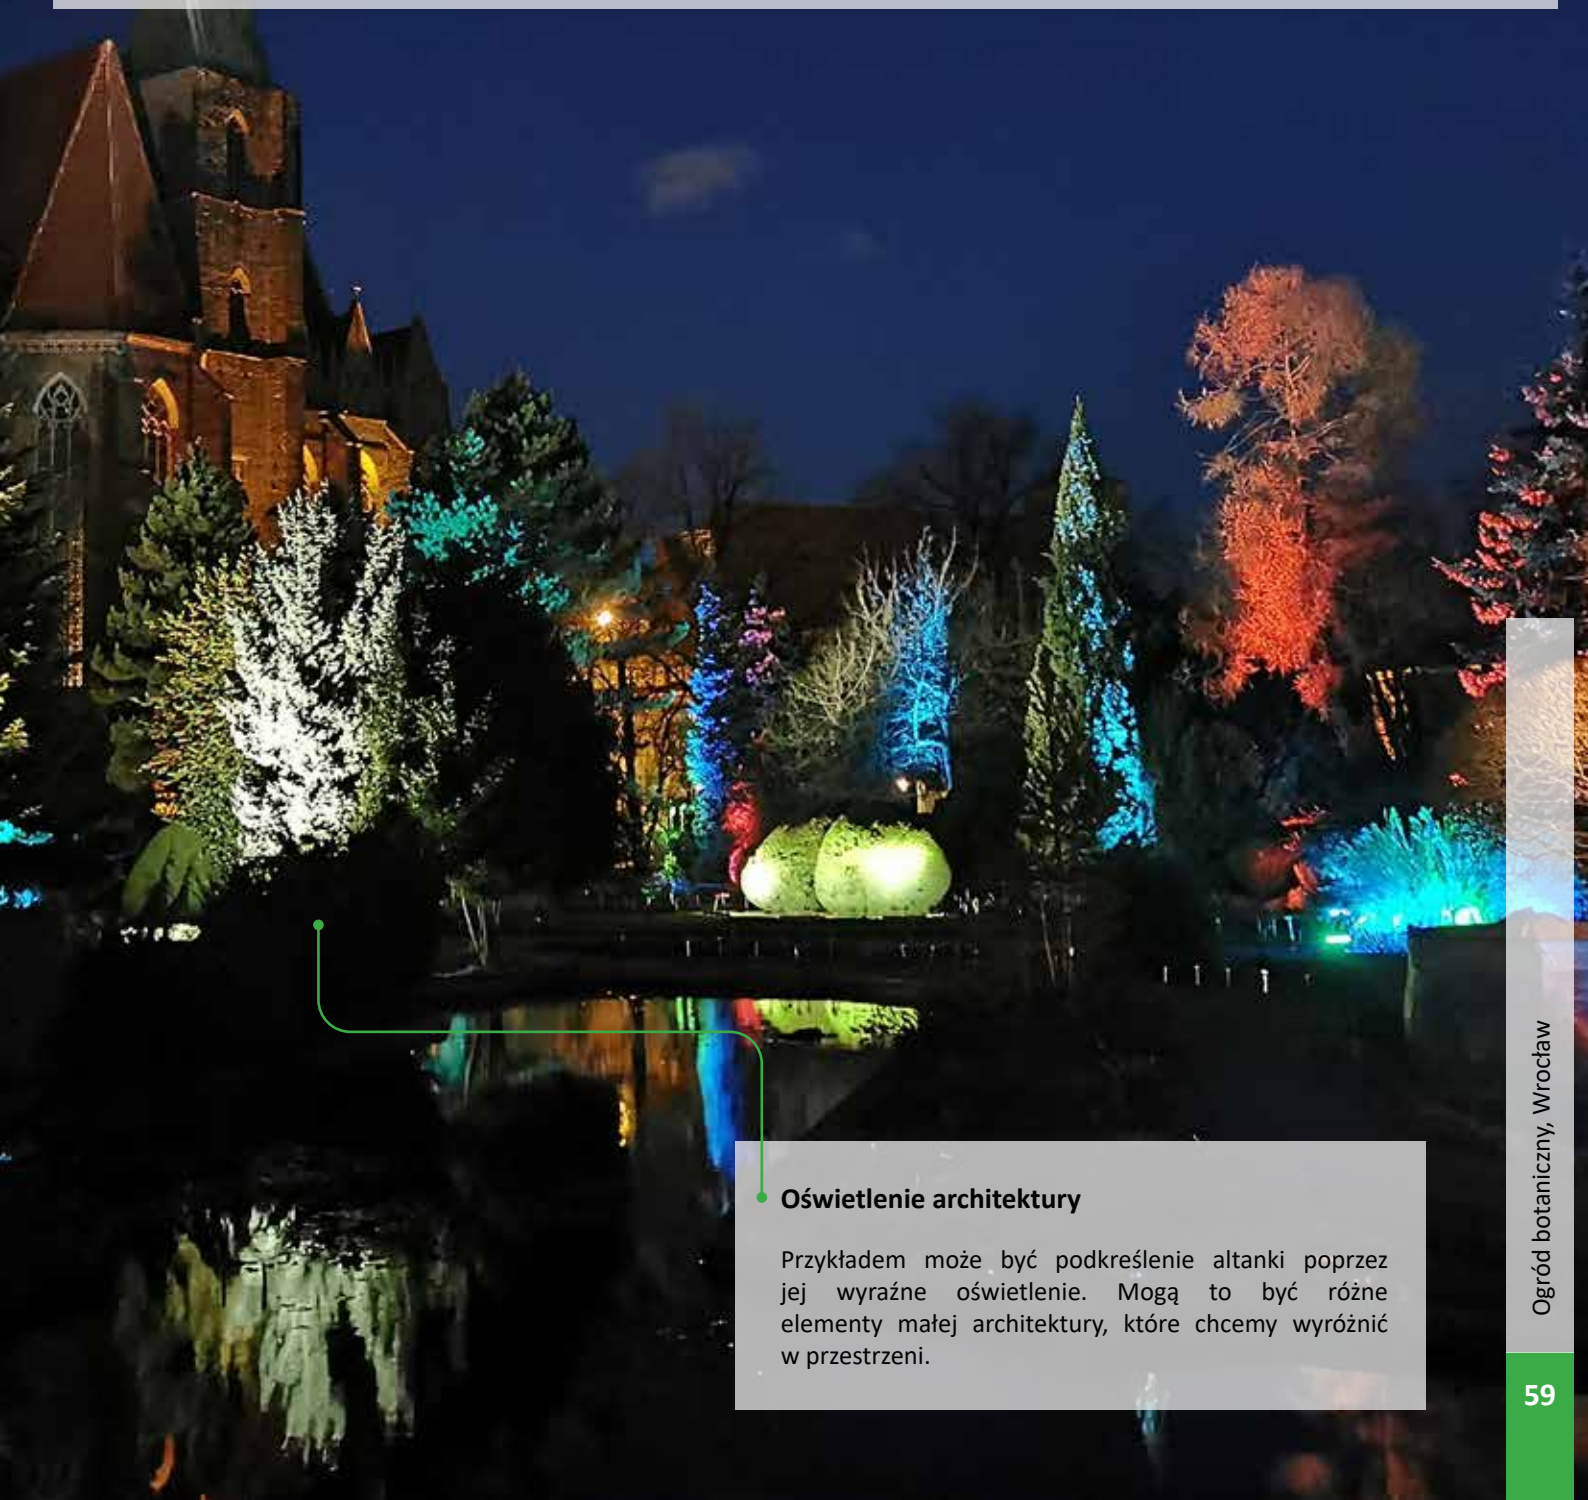 Oświetlenie architektury
Przykładem może być podkreślenie altanki poprzez
jej wyraźne oświetlenie. Mogą to być różne
elementy małej architektury, które chcemy wyróżnić
w przestrzeni.
Ogród botaniczny, Wrocław
59